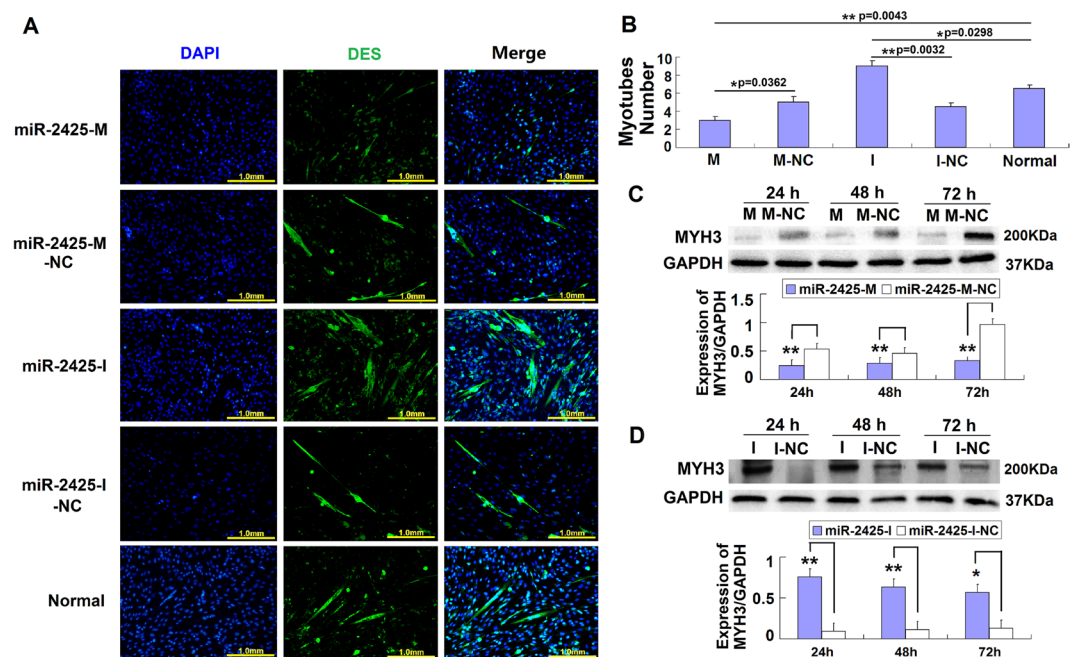 A
DAPI DES Merge
miR-2425-M
1.0mm 1.0mm 1.0mm
miR-2425-M
-NC
1.0mm 1.0mm 1.0mm
miR-2425-I
1.0mm 1.0mm 1.0mm
miR-2425-I
-NC
1.0mm 1.0mm 1.0mm
Normal
1.0mm 1.0mm 1.0mm
B
** p=0.0043
*p=0.0298
**p=0.0032
*p=0.0362
Myotubes
Number
10
8
6
4
2
0
M M-NC I I-NC Normal
C
24 h 48 h 72 h
M M-NC M M-NC M M-NC
MYH3 200KDa
GAPDH 37KDa
miR-2425-M miR-2425-M-NC
Expression of
MYH3/GAPDH
1.5
1
0.5
0
** ** **
24h 48h 72h
D
24 h 48 h 72 h
I I-NC I I-NC I I-NC
MYH3 200KDa
GAPDH 37KDa
miR-2425-I miR-2425-I-NC
Expression of
MYH3/GAPDH
1
0.5
1
** ** *
24h 48h 72h